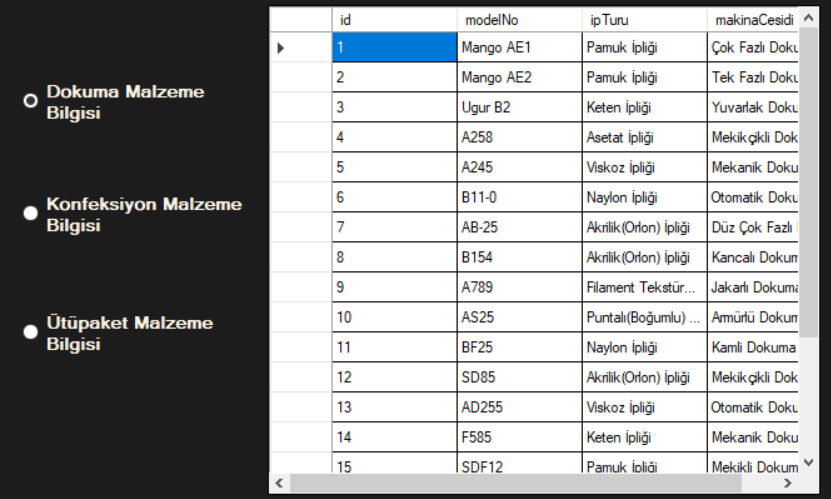 Dokuma Malzeme
Bilgisi
Konfeksiyon Malzeme
Bilgisi
Ütüpaket Malzeme
Bilgisi
id modelNo ipTuru makinaCesidi
1 Mango AE1 Pamuk İpliği Çok Fazlı Doku
2 Mango AE2 Pamuk İpliği Tek Fazlı Doku
3 Ugur B2 Keten İpliği Yuvarlak Doku
4 A258 Asetat İpliği Mekikçikli Dok
5 A245 Viskoz İpliği Mekanik Doku
6 B11-0 Naylon İpliği Otomatik Doku
7 AB-25 Akrilik(Orlon) İpliği Düz Çok Fazlı
8 B154 Akrilik(Orlon) İpliği Kancalı Dokum
9 A789 Filament Tekstür... Jakarlı Dokuma
10 AS25 Puntalı(Boğumlu) ... Armürlü Dokum
11 BF25 Naylon İpliği Kamli Dokuma
12 SD85 Akrilik(Orlon) İpliği Mekikçikli Dok
13 AD255 Viskoz İpliği Otomatik Doku
14 F585 Keten İpliği Mekanik Doku
15 SDF12 Pamuk İpliği Mekikli Dokum